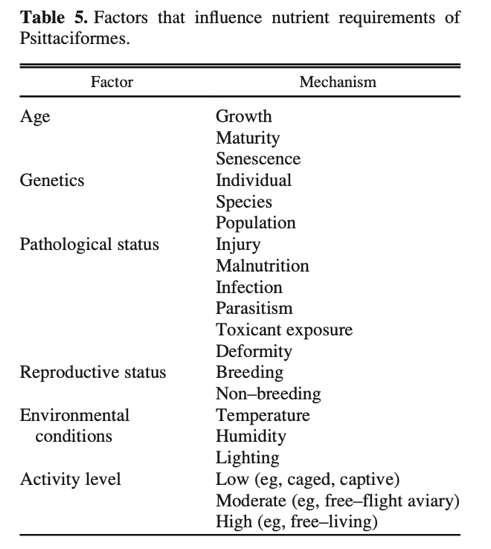 Table 5. Factors that influence nutrient requirements of
Psittaciformes.
Factor Mechanism
Age Growth
Maturity
Senescence
Genetics Individual
Species
Population
Pathological status Injury
Malnutrition
Infection
Parasitism
Toxicant exposure
Deformity
Reproductive status Breeding
Non–breeding
Environmental Temperature
conditions Humidity
Lighting
Activity level Low (eg, caged, captive)
Moderate (eg, free–flight aviary)
High (eg, free–living)